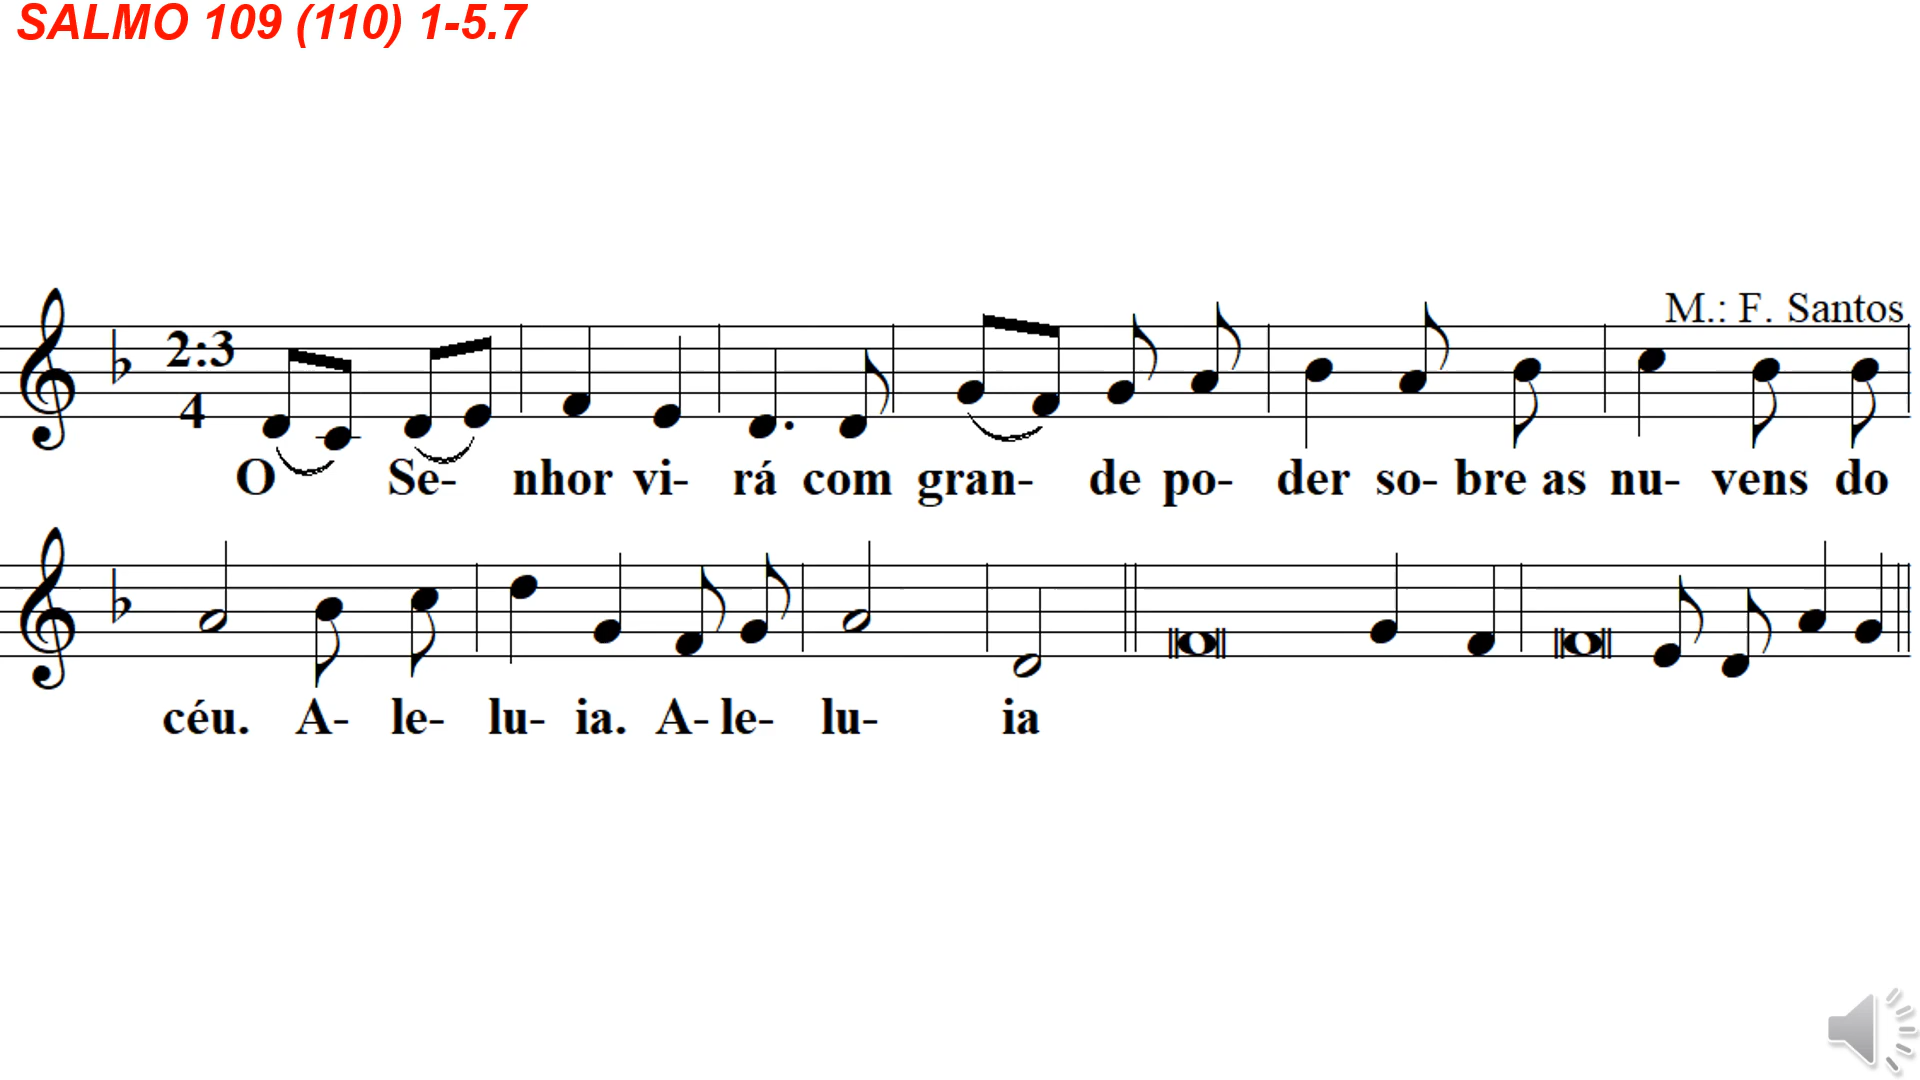 SALMO 109 (110) 1-5.7
M.: F. Santos
2:3
4
O Se- nhor vi- rá com gran- de po- der so- bre as nu- vens do
céu. A- le- lu- ia. A- le- lu- ia